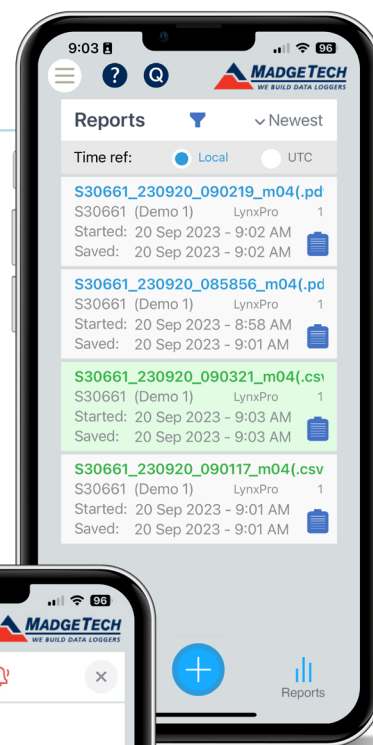 9:03
96
? Q
MADGETECH
WE BUILD DATA LOGGERS
Reports
Newest
Time ref:
Local
UTC
S30661_230920_090219_m04(.pd
S30661 (Demo 1) LynxPro 1
Started: 20 Sep 2023 - 9:02 AM
Saved: 20 Sep 2023 - 9:02 AM
S30661_230920_085856_m04(.pd
S30661 (Demo 1) LynxPro 1
Started: 20 Sep 2023 - 8:58 AM
Saved: 20 Sep 2023 - 9:01 AM
S30661_230920_090321_m04(.csv
S30661 (Demo 1) LynxPro 1
Started: 20 Sep 2023 - 9:03 AM
Saved: 20 Sep 2023 - 9:03 AM
S30661_230920_090117_m04(.csv
S30661 (Demo 1) LynxPro 1
Started: 20 Sep 2023 - 9:01 AM
Saved: 20 Sep 2023 - 9:01 AM
96
MADGETECH
WE BUILD DATA LOGGERS
Reports